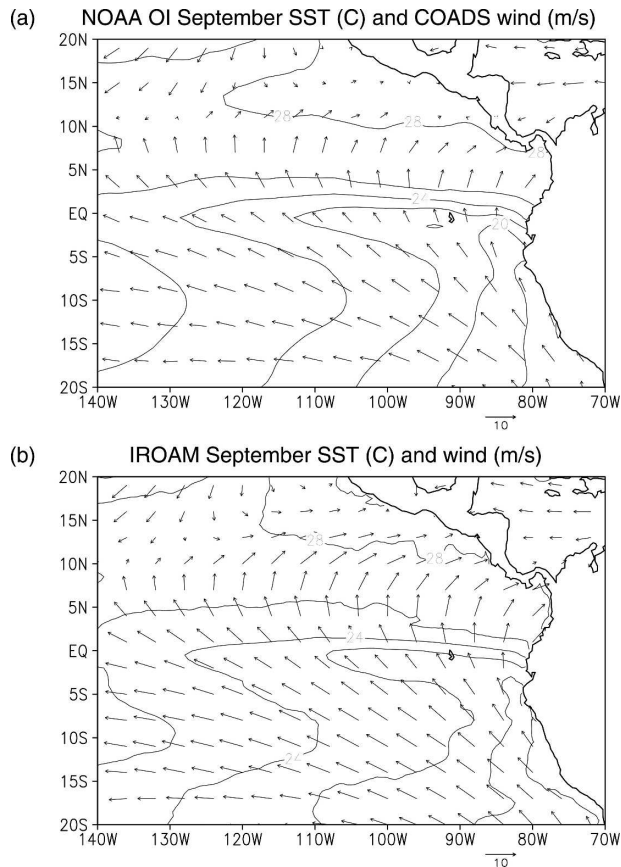 (a) NOAA OI September SST (C) and COADS wind (m/s)
20N
15N
28
10N 28 28
28
5N
24
EQ
20
5S
10S
15S
20S
140W 130W 120W 110W 100W 90W 80W 70W
10
(b) IROAM September SST (C) and wind (m/s)
20N
15N
28
10N 28
5N
24
EQ
5S
10S
24
15S
20S
140W 130W 120W 110W 100W 90W 80W 70W
10